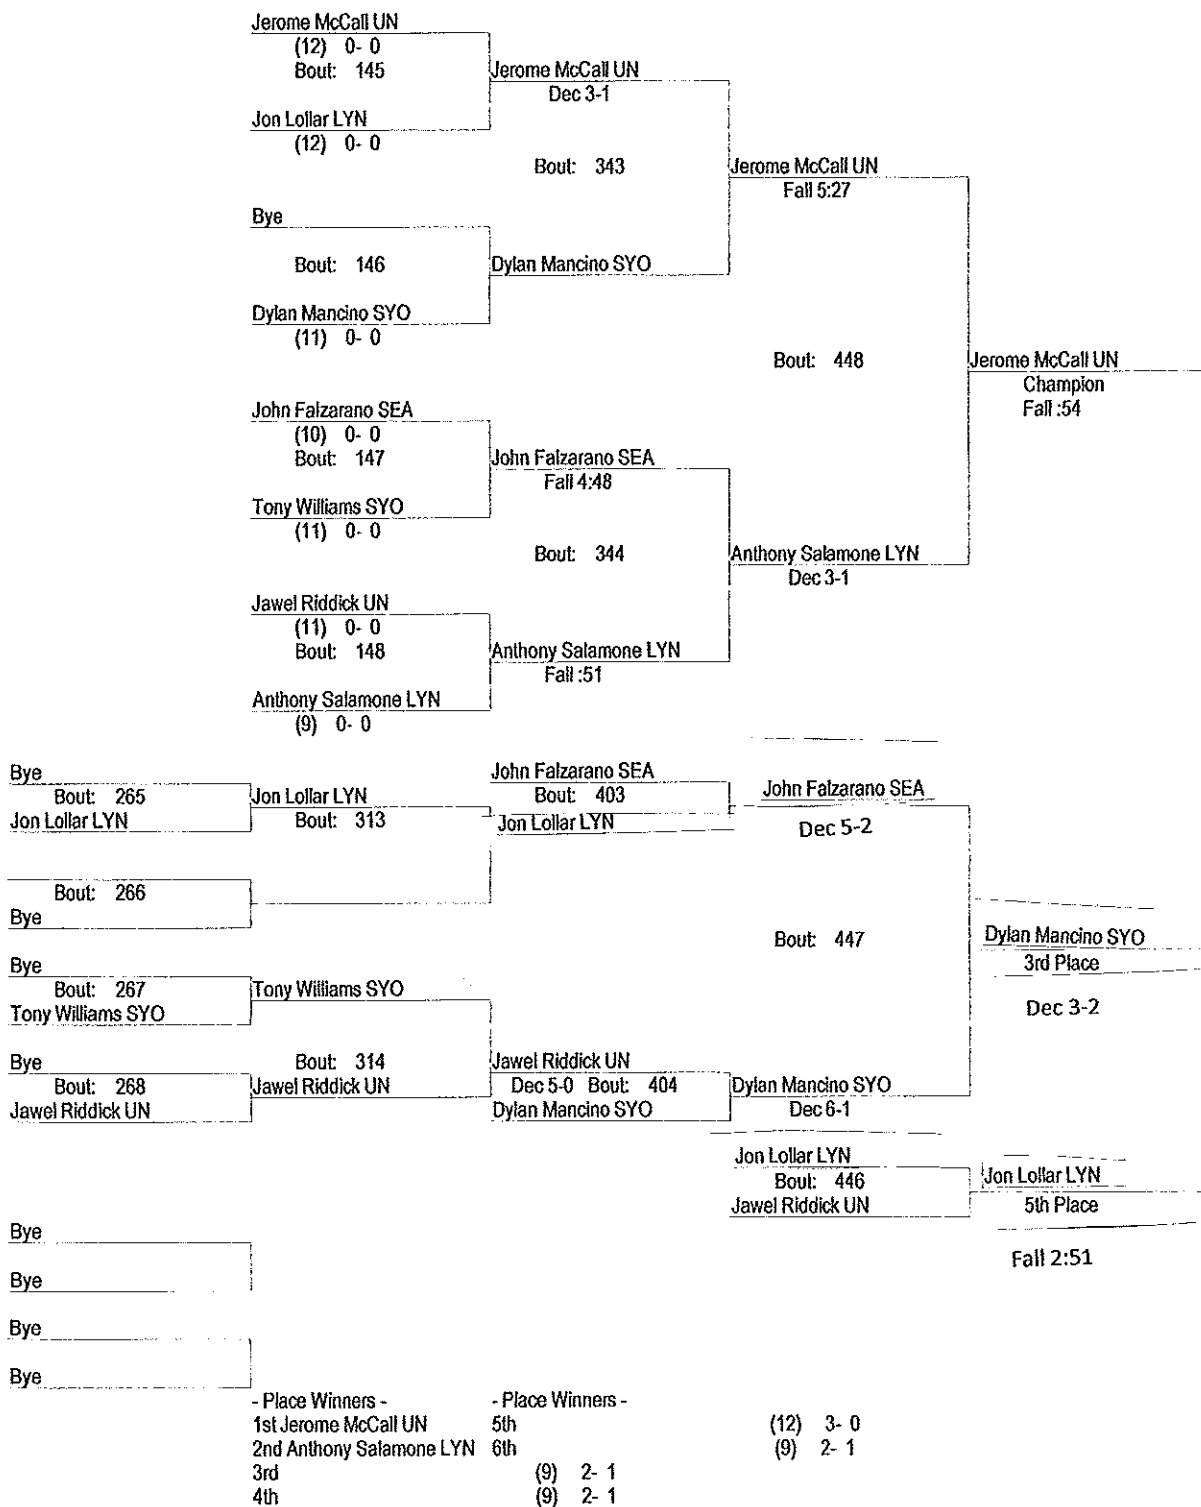 Jerome McCall UN
(12) 0- 0
Bout: 145
Jerome McCall UN
Dec 3-1
Jon Lollar LYN
(12) 0- 0
Bout: 343
Jerome McCall UN
Fall 5:27
Bye
Bout: 146
Dylan Mancino SYO
Dylan Mancino SYO
(11) 0- 0
Bout: 448
Jerome McCall UN
Champion
Fall :54
John Falzarano SEA
(10) 0- 0
Bout: 147
John Falzarano SEA
Fall 4:48
Tony Williams SYO
(11) 0- 0
Bout: 344
Anthony Salamone LYN
Dec 3-1
Jawel Riddick UN
(11) 0- 0
Bout: 148
Anthony Salamone LYN
Fall :51
Anthony Salamone LYN
(9) 0- 0
Bye
Bout: 265
Jon Lollar LYN
Jon Lollar LYN
Bout: 313
John Falzarano SEA
Bout: 403
Jon Lollar LYN
John Falzarano SEA
Dec 5-2
Bout: 266
Bye
Bout: 447
Dylan Mancino SYO
3rd Place
Dec 3-2
Bye
Bout: 267
Tony Williams SYO
Tony Williams SYO
Bout: 314
Bye
Bout: 268
Jawel Riddick UN
Jawel Riddick UN
Jawel Riddick UN
Dec 5-0 Bout: 404
Dylan Mancino SYO
Dylan Mancino SYO
Dec 6-1
Jon Lollar LYN
Bout: 446
Jawel Riddick UN
Jon Lollar LYN
5th Place
Fall 2:51
Bye
Bye
Bye
Bye
- Place Winners - - Place Winners -
1st Jerome McCall UN 5th (12) 3- 0
2nd Anthony Salamone LYN 6th (9) 2- 1
3rd (9) 2- 1
4th (9) 2- 1